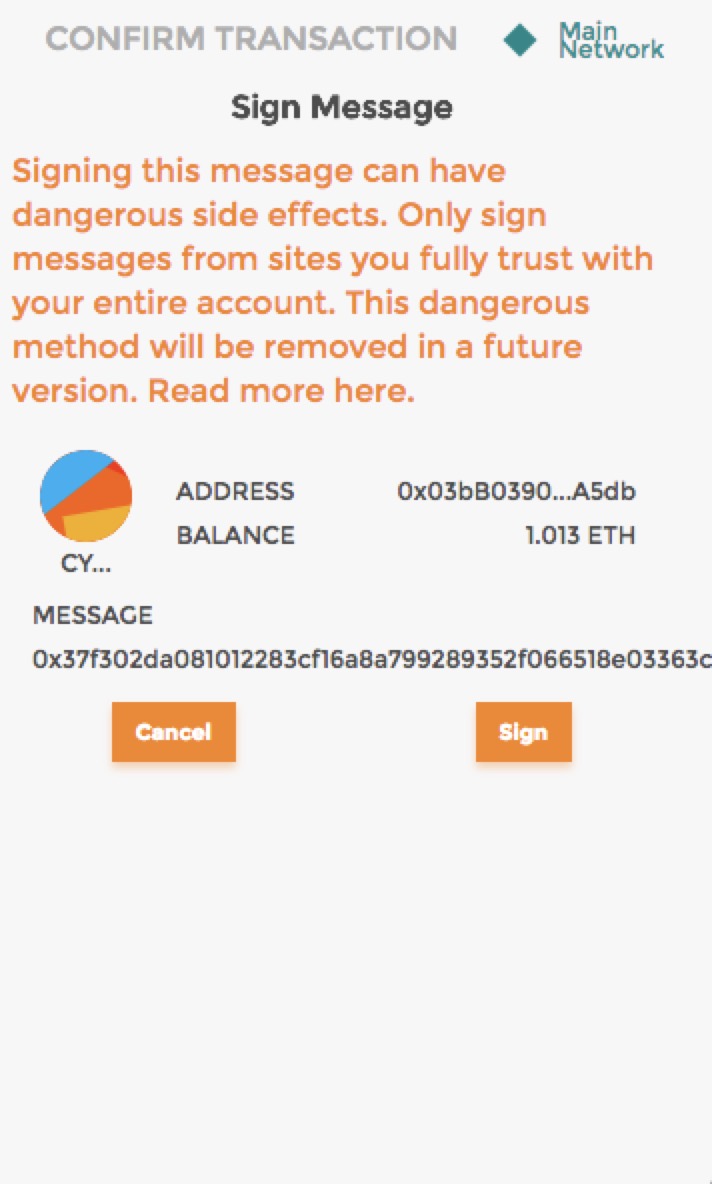 CONFIRM TRANSACTION
Main
Network
Sign Message
Signing this message can have
dangerous side effects. Only sign
messages from sites you fully trust with
your entire account. This dangerous
method will be removed in a future
version. Read more here.
ADDRESS 0x03bB0390...A5db
BALANCE 1.013 ETH
CY...
MESSAGE
0x37f302da081012283cf16a8a799289352f066518e03363c
Cancel Sign